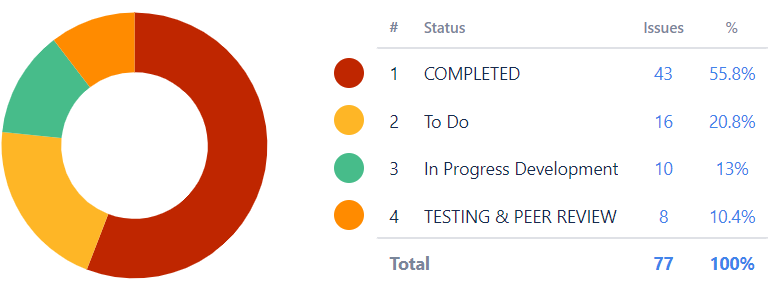 # Status Issues %
1 COMPLETED 43 55.8%
2 To Do 16 20.8%
3 In Progress Development 10 13%
4 TESTING & PEER REVIEW 8 10.4%
Total 77 100%